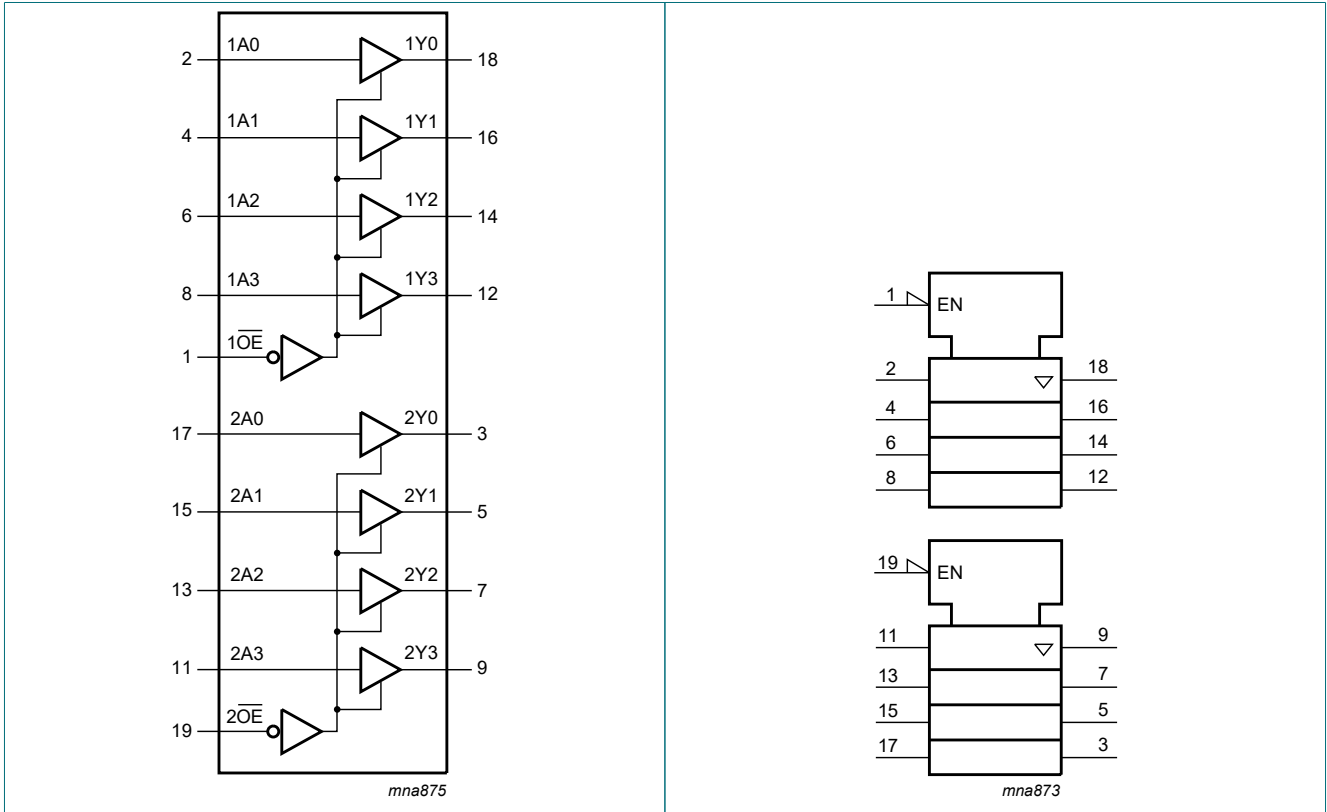 2 1A0 1Y0 18
4 1A1 1Y1 16
6 1A2 1Y2 14
8 1A3 1Y3 12
1 1O̅E̅
17 2A0 2Y0 3
15 2A1 2Y1 5
13 2A2 2Y2 7
11 2A3 2Y3 9
19 2O̅E̅
mna875
1 EN
2 18
4 16
6 14
8 12
19 EN
11 9
13 7
15 5
17 3
mna873